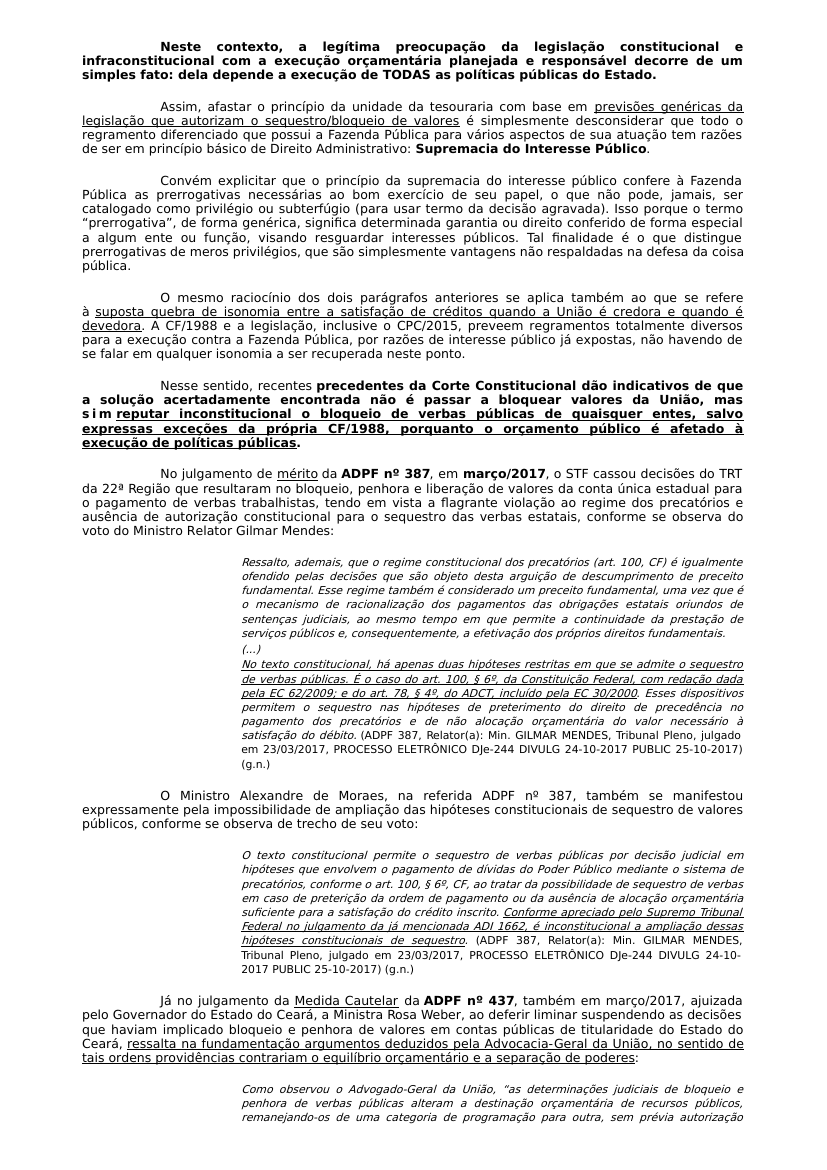 Neste contexto, a legítima preocupação da legislação constitucional e
infraconstitucional com a execução orçamentária planejada e responsável decorre de um
simples fato: dela depende a execução de TODAS as políticas públicas do Estado.
Assim, afastar o princípio da unidade da tesouraria com base em previsões genéricas da
legislação que autorizam o sequestro/bloqueio de valores é simplesmente desconsiderar que todo o
regramento diferenciado que possui a Fazenda Pública para vários aspectos de sua atuação tem razões
de ser em princípio básico de Direito Administrativo: Supremacia do Interesse Público.
Convém explicitar que o princípio da supremacia do interesse público confere à Fazenda
Pública as prerrogativas necessárias ao bom exercício de seu papel, o que não pode, jamais, ser
catalogado como privilégio ou subterfúgio (para usar termo da decisão agravada). Isso porque o termo
“prerrogativa”, de forma genérica, significa determinada garantia ou direito conferido de forma especial
a algum ente ou função, visando resguardar interesses públicos. Tal finalidade é o que distingue
prerrogativas de meros privilégios, que são simplesmente vantagens não respaldadas na defesa da coisa
pública.
O mesmo raciocínio dos dois parágrafos anteriores se aplica também ao que se refere
à suposta quebra de isonomia entre a satisfação de créditos quando a União é credora e quando é
devedora. A CF/1988 e a legislação, inclusive o CPC/2015, preveem regramentos totalmente diversos
para a execução contra a Fazenda Pública, por razões de interesse público já expostas, não havendo de
se falar em qualquer isonomia a ser recuperada neste ponto.
Nesse sentido, recentes precedentes da Corte Constitucional dão indicativos de que
a solução acertadamente encontrada não é passar a bloquear valores da União, mas
sim reputar inconstitucional o bloqueio de verbas públicas de quaisquer entes, salvo
expressas exceções da própria CF/1988, porquanto o orçamento público é afetado à
execução de políticas públicas.
No julgamento de mérito da ADPF nº 387, em março/2017, o STF cassou decisões do TRT
da 22ª Região que resultaram no bloqueio, penhora e liberação de valores da conta única estadual para
o pagamento de verbas trabalhistas, tendo em vista a flagrante violação ao regime dos precatórios e
ausência de autorização constitucional para o sequestro das verbas estatais, conforme se observa do
voto do Ministro Relator Gilmar Mendes:
Ressalto, ademais, que o regime constitucional dos precatórios (art. 100, CF) é igualmente
ofendido pelas decisões que são objeto desta arguição de descumprimento de preceito
fundamental. Esse regime também é considerado um preceito fundamental, uma vez que é
o mecanismo de racionalização dos pagamentos das obrigações estatais oriundos de
sentenças judiciais, ao mesmo tempo em que permite a continuidade da prestação de
serviços públicos e, consequentemente, a efetivação dos próprios direitos fundamentais.
(...)
No texto constitucional, há apenas duas hipóteses restritas em que se admite o sequestro
de verbas públicas. É o caso do art. 100, § 6º, da Constituição Federal, com redação dada
pela EC 62/2009; e do art. 78, § 4º, do ADCT, incluído pela EC 30/2000. Esses dispositivos
permitem o sequestro nas hipóteses de preterimento do direito de precedência no
pagamento dos precatórios e de não alocação orçamentária do valor necessário à
satisfação do débito. (ADPF 387, Relator(a): Min. GILMAR MENDES, Tribunal Pleno, julgado
em 23/03/2017, PROCESSO ELETRÔNICO DJe-244 DIVULG 24-10-2017 PUBLIC 25-10-2017)
(g.n.)
O Ministro Alexandre de Moraes, na referida ADPF nº 387, também se manifestou
expressamente pela impossibilidade de ampliação das hipóteses constitucionais de sequestro de valores
públicos, conforme se observa de trecho de seu voto:
O texto constitucional permite o sequestro de verbas públicas por decisão judicial em
hipóteses que envolvem o pagamento de dívidas do Poder Público mediante o sistema de
precatórios, conforme o art. 100, § 6º, CF, ao tratar da possibilidade de sequestro de verbas
em caso de preterição da ordem de pagamento ou da ausência de alocação orçamentária
suficiente para a satisfação do crédito inscrito. Conforme apreciado pelo Supremo Tribunal
Federal no julgamento da já mencionada ADI 1662, é inconstitucional a ampliação dessas
hipóteses constitucionais de sequestro. (ADPF 387, Relator(a): Min. GILMAR MENDES,
Tribunal Pleno, julgado em 23/03/2017, PROCESSO ELETRÔNICO DJe-244 DIVULG 24-10-
2017 PUBLIC 25-10-2017) (g.n.)
Já no julgamento da Medida Cautelar da ADPF nº 437, também em março/2017, ajuizada
pelo Governador do Estado do Ceará, a Ministra Rosa Weber, ao deferir liminar suspendendo as decisões
que haviam implicado bloqueio e penhora de valores em contas públicas de titularidade do Estado do
Ceará, ressalta na fundamentação argumentos deduzidos pela Advocacia-Geral da União, no sentido de
tais ordens providências contrariam o equilíbrio orçamentário e a separação de poderes:
Como observou o Advogado-Geral da União, “as determinações judiciais de bloqueio e
penhora de verbas públicas alteram a destinação orçamentária de recursos públicos,
remanejando-os de uma categoria de programação para outra, sem prévia autorização